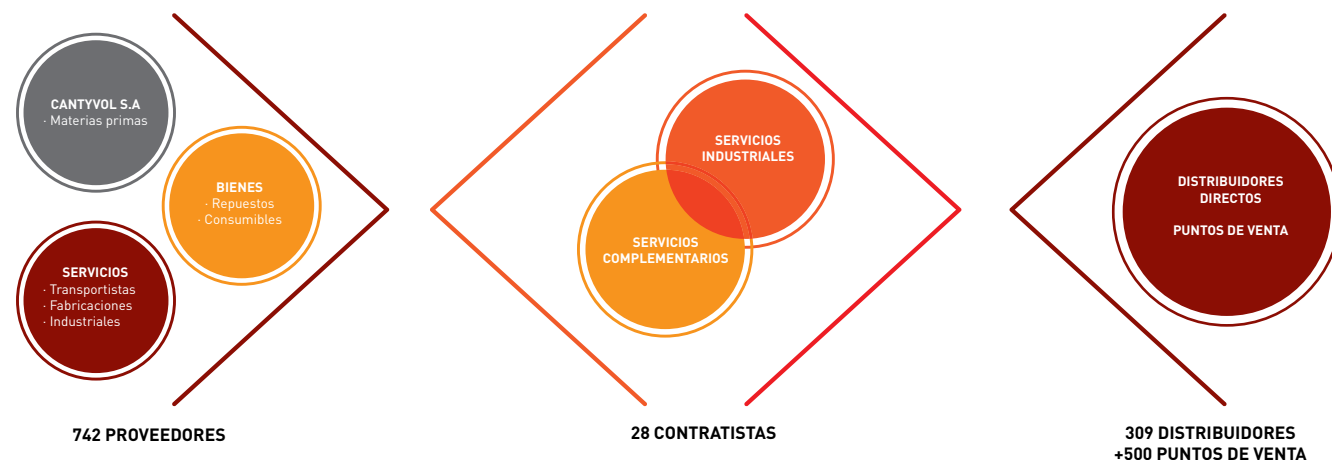 CANTYVOL S.A
· Materias primas
BIENES
· Repuestos
· Consumibles
SERVICIOS
· Transportistas
· Fabricaciones
· Industriales
742 PROVEEDORES
SERVICIOS
INDUSTRIALES
SERVICIOS
COMPLEMENTARIOS
28 CONTRATISTAS
DISTRIBUIDORES
DIRECTOS
PUNTOS DE VENTA
309 DISTRIBUIDORES
+500 PUNTOS DE VENTA